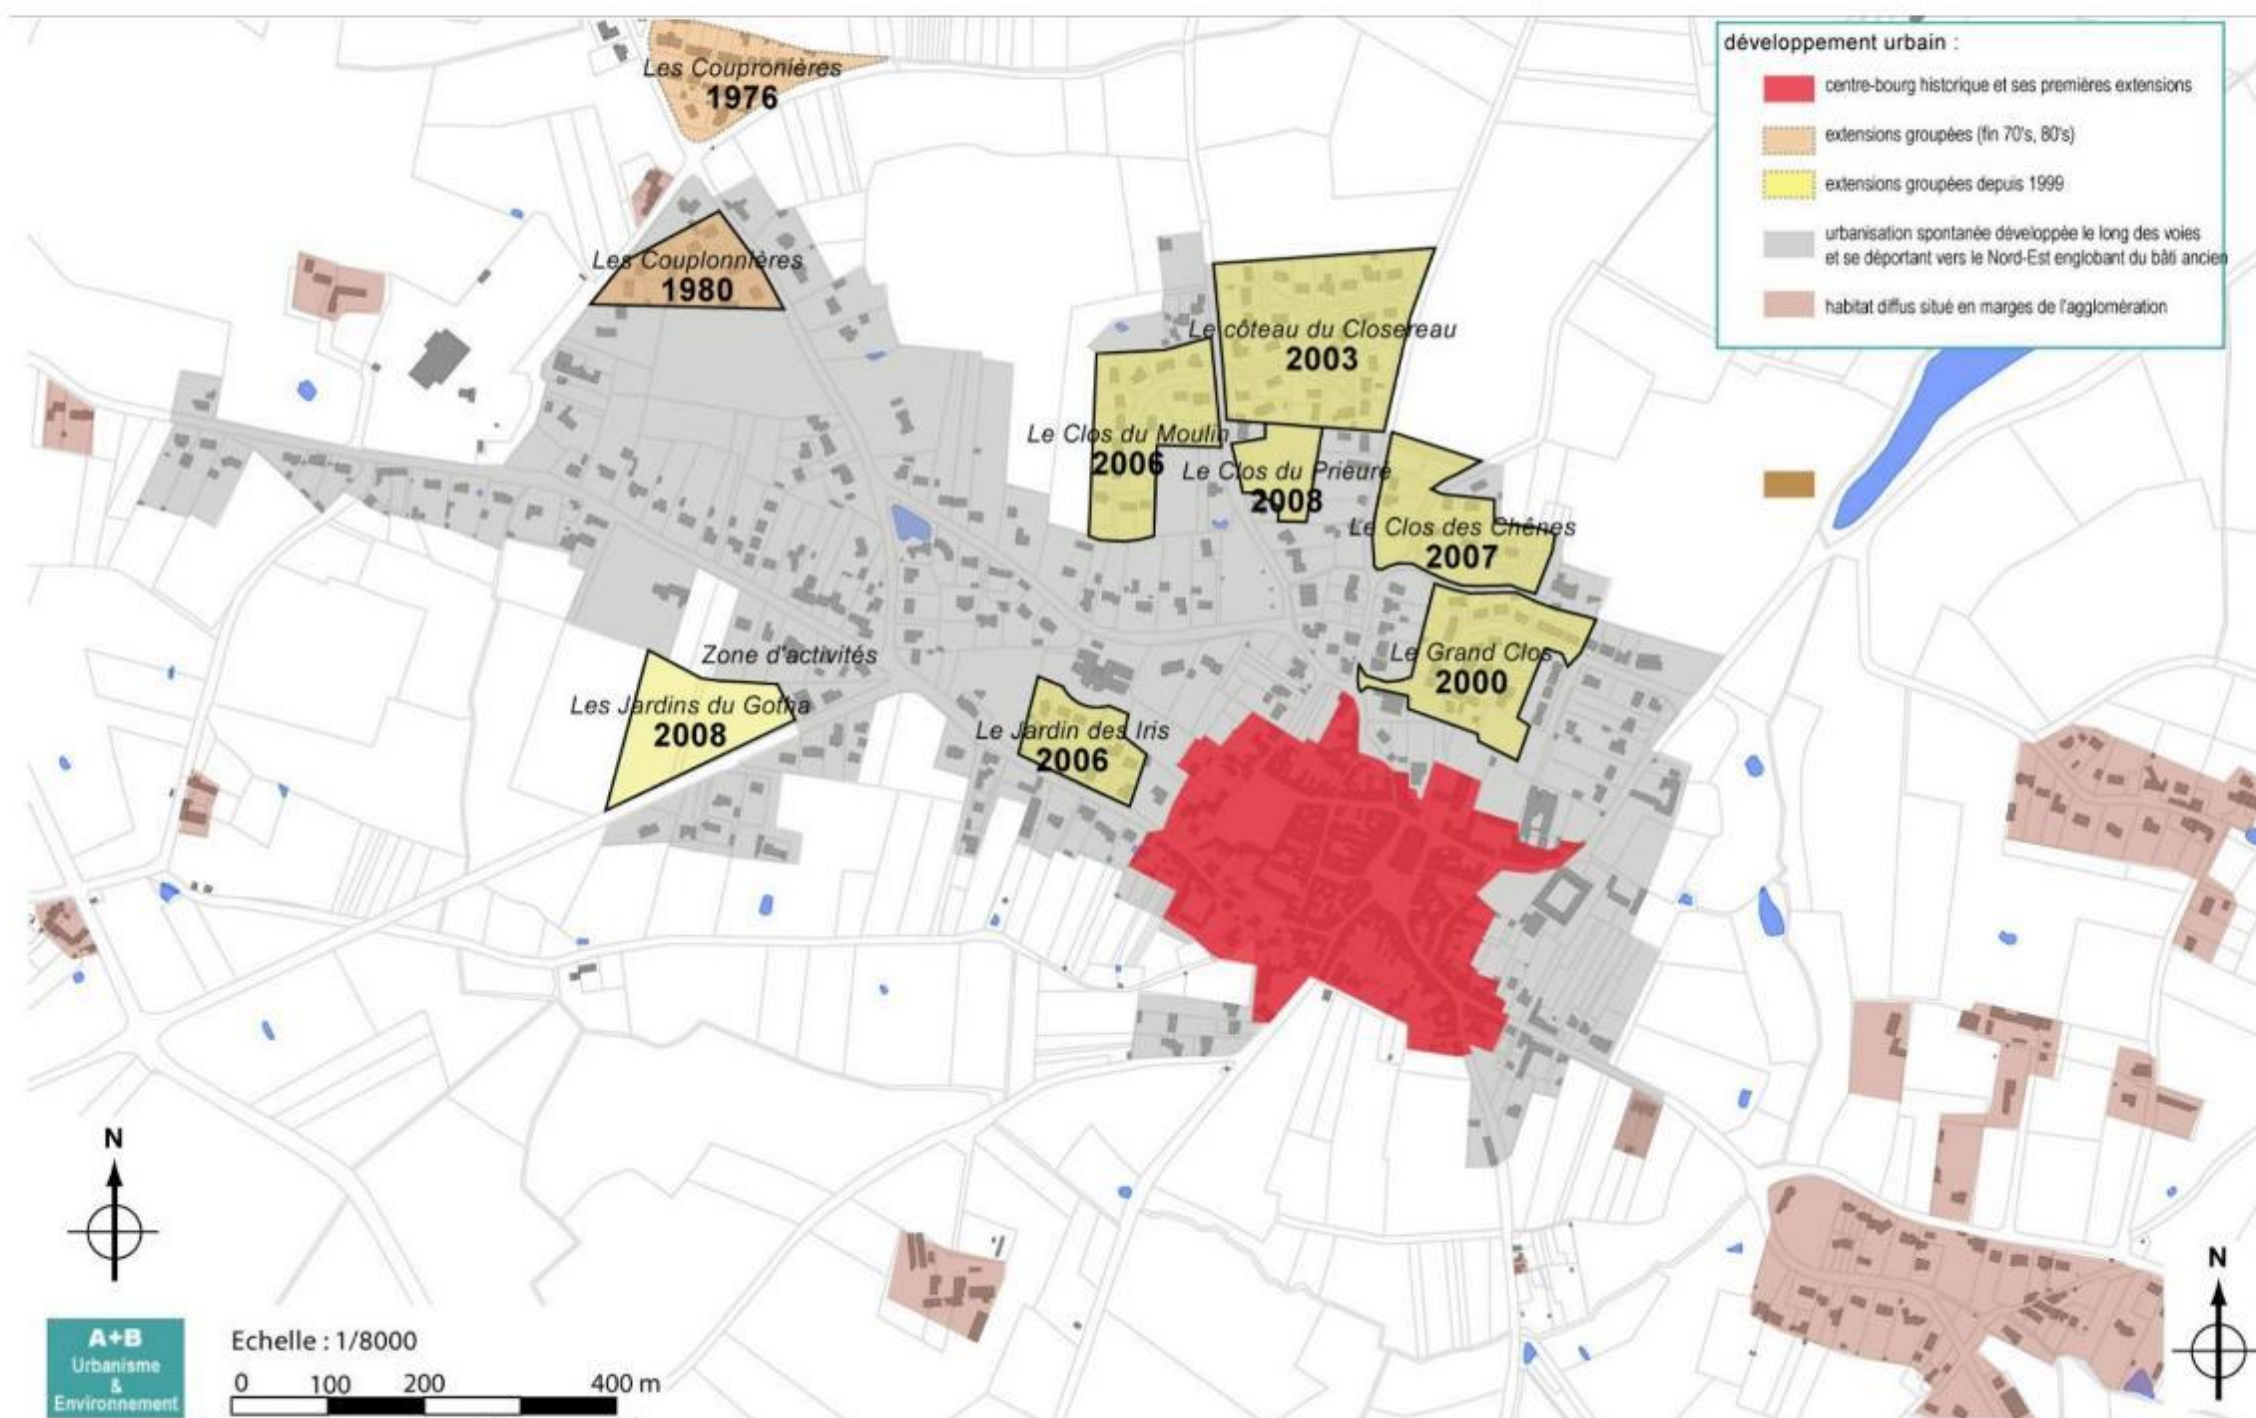 développement urbain :
centre-bourg historique et ses premières extensions
extensions groupées (fin 70's, 80's)
extensions groupées depuis 1999
urbanisation spontanée développée le long des voies
et se déportant vers le Nord-Est englobant du bâti ancien
habitat diffus situé en marges de l'agglomération
Les Coupronières
1976
Les Couplonnières
1980
Le côteau du Closereau
2003
Le Clos du Moulin
2006
Le Clos du Prieuré
2008
Le Clos des Chênes
2007
Le Grand Clos
2000
Zone d'activités
Les Jardins du Gotha
2008
Le Jardin des Iris
2006
N
N
A+B
Urbanisme
&
Environnement
Echelle : 1/8000
0 100 200 400 m